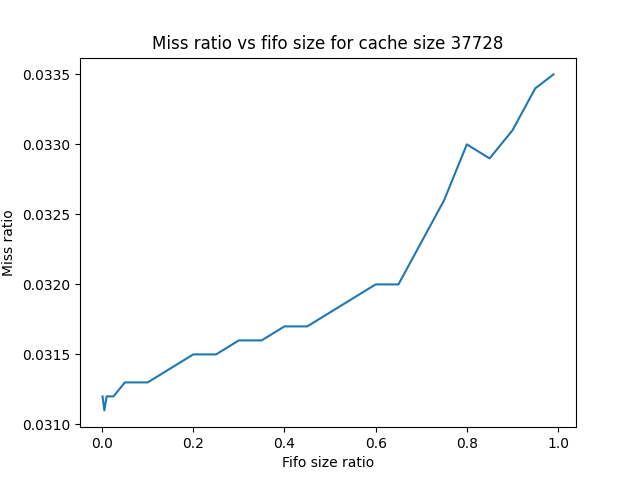 Miss ratio vs fifo size for cache size 37728
0.0335
0.0330
0.0325
0.0320
0.0315
0.0310
Miss ratio
0.0 0.2 0.4 0.6 0.8 1.0
Fifo size ratio